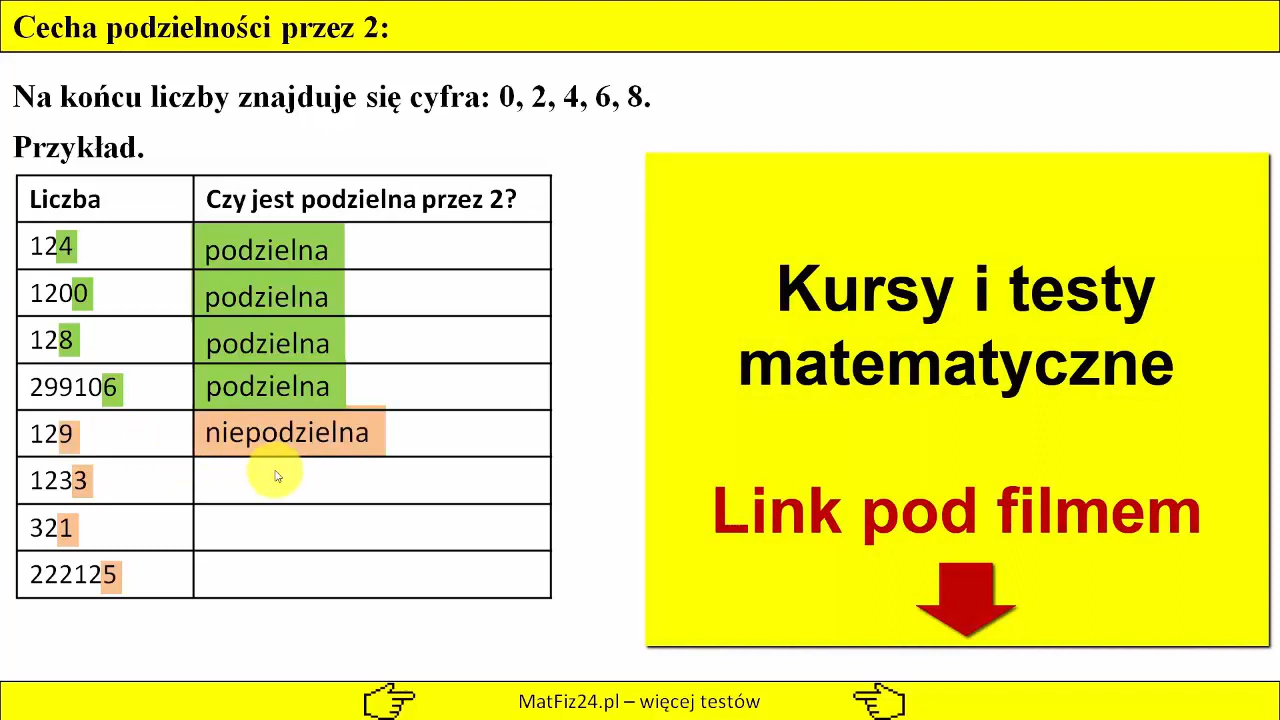 Cecha podzielności przez 2:
Na końcu liczby znajduje się cyfra: 0, 2, 4, 6, 8.
Przykład.
Liczba Czy jest podzielna przez 2?
124 podzielna
1200 podzielna
128 podzielna
299106 podzielna
129 niepodzielna
1233
321
222125
Kursy i testy
matematyczne
Link pod filmem
MatFiz24.pl – więcej testów